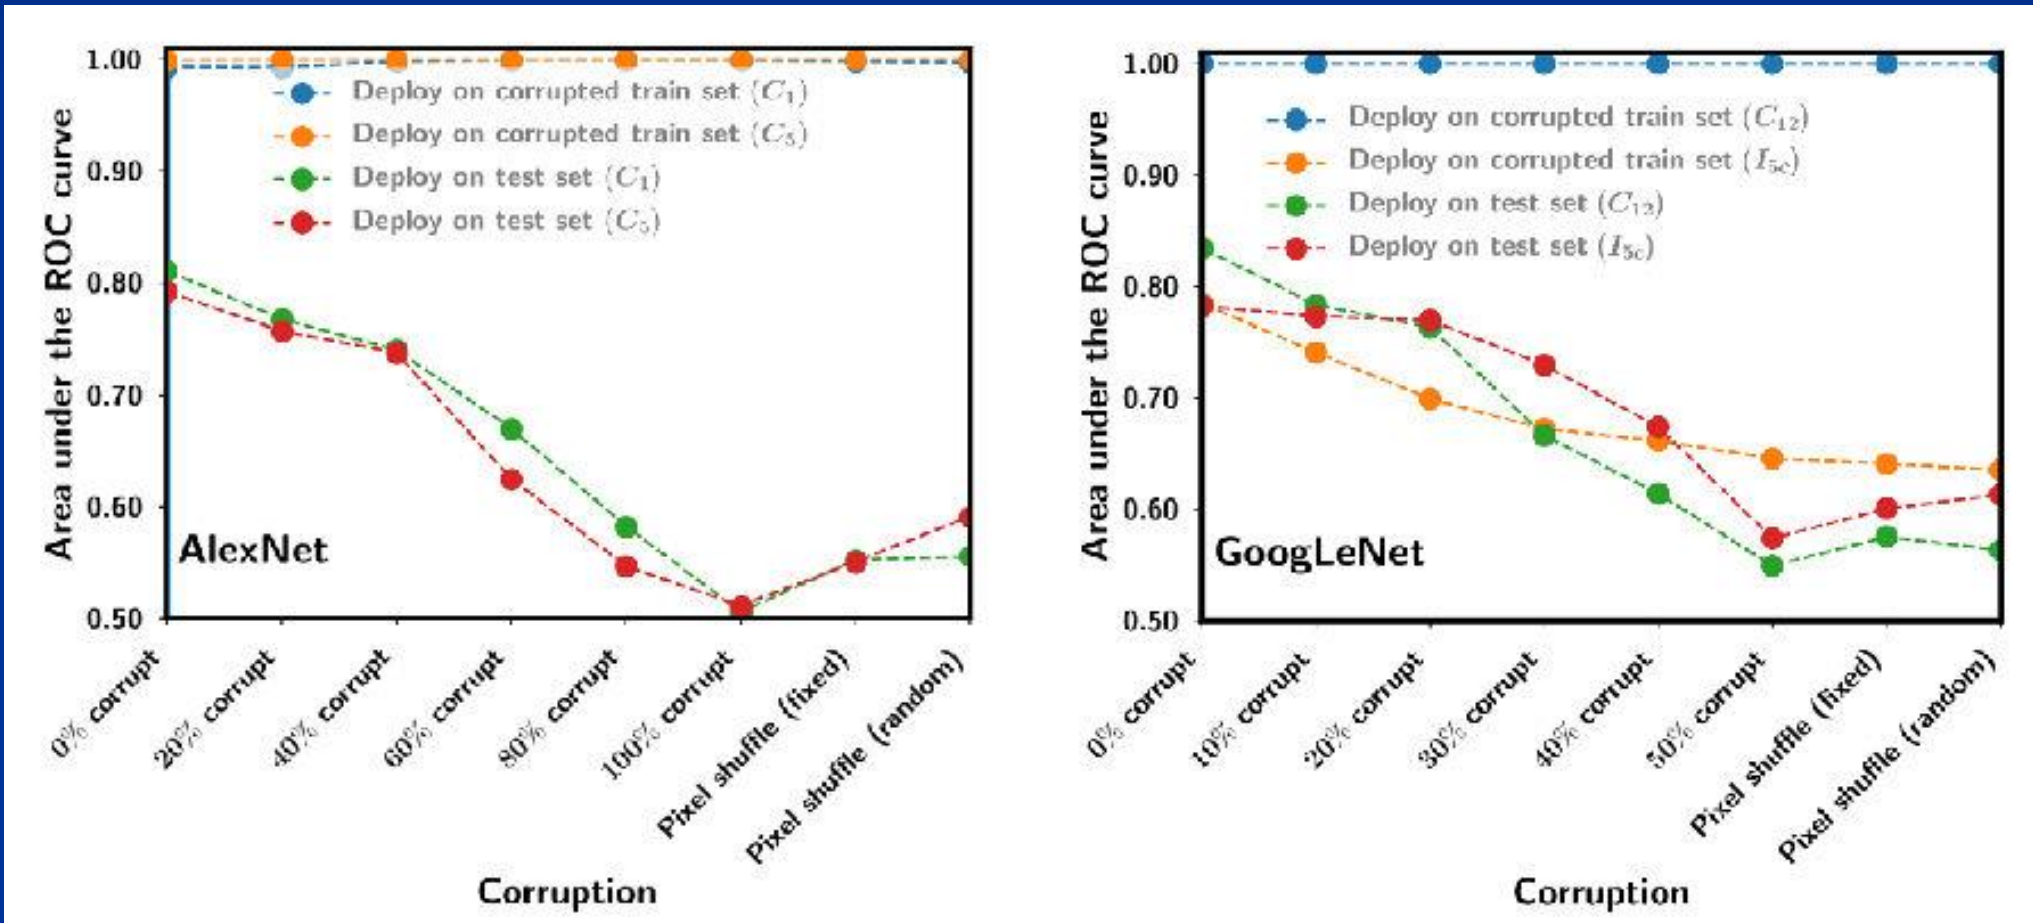 Area under the ROC curve
1.00
0.90
0.80
0.70
0.60
0.50
Deploy on corrupted train set (C₁)
Deploy on corrupted train set (C₅)
Deploy on test set (C₁)
Deploy on test set (C₅)
AlexNet
0% corrupt
20% corrupt
40% corrupt
60% corrupt
80% corrupt
100% corrupt
Pixel shuffle (fixed)
Pixel shuffle (random)
Corruption
Area under the ROC curve
1.00
0.90
0.80
0.70
0.60
0.50
Deploy on corrupted train set (C₁₂)
Deploy on corrupted train set (I₅c)
Deploy on test set (C₁₂)
Deploy on test set (I₅c)
GoogLeNet
0% corrupt
10% corrupt
20% corrupt
30% corrupt
40% corrupt
50% corrupt
Pixel shuffle (fixed)
Pixel shuffle (random)
Corruption